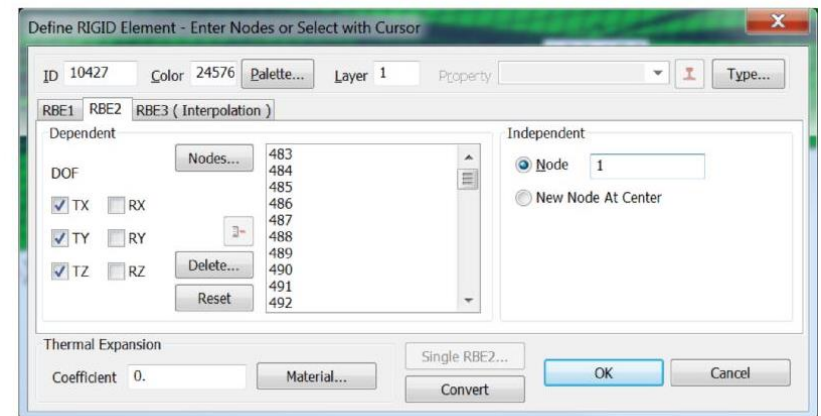 Define RIGID Element - Enter Nodes or Select with Cursor
ID 10427 Color 24576 Palette... Layer 1 Property Type...
RBE1 RBE2 RBE3 ( Interpolation )
Dependent
DOF
TX RX
TY RY
TZ RZ
Nodes...
Delete...
Reset
483
484
485
486
487
488
489
490
491
492
Independent
Node 1
New Node At Center
Thermal Expansion
Coefficient 0. Material...
Single RBE2...
Convert
OK Cancel